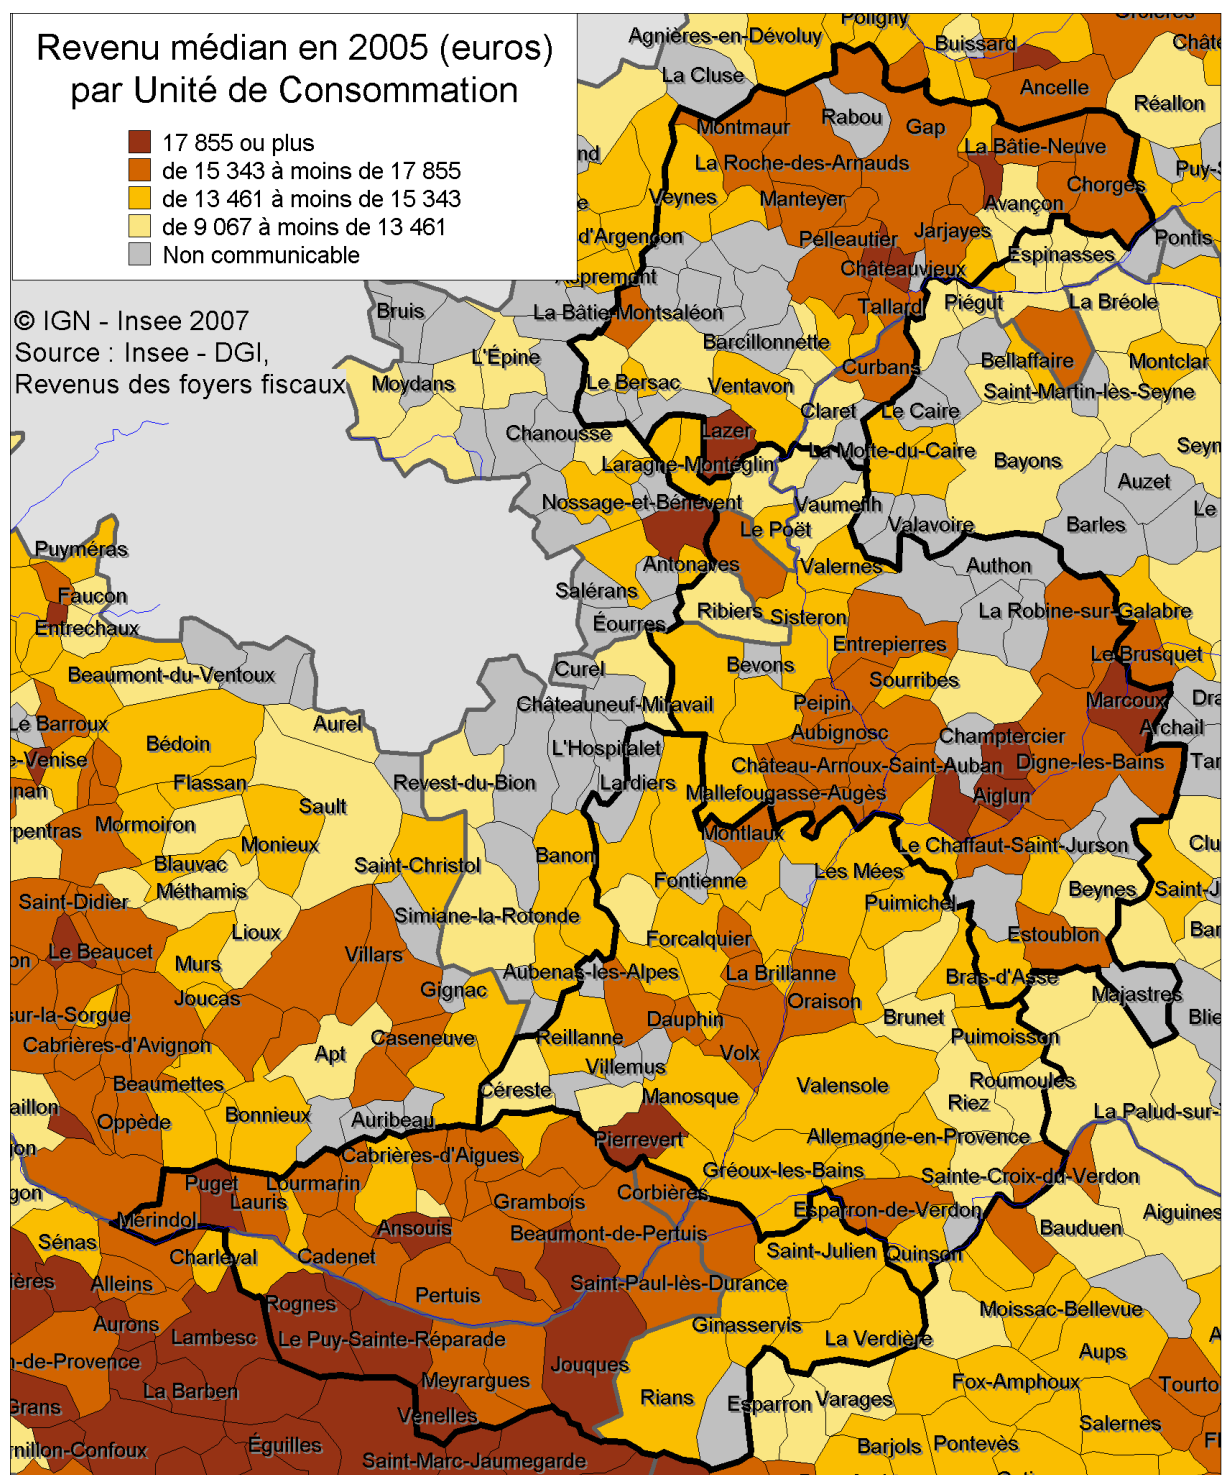 Revenu médian en 2005 (euros)
par Unité de Consommation
17 855 ou plus
de 15 343 à moins de 17 855
de 13 461 à moins de 15 343
de 9 067 à moins de 13 461
Non communicable
© IGN - Insee 2007
Source : Insee - DGI,
Revenus des foyers fiscaux
Poligny
Agnières-en-Dévoluy
Buissard
La Cluse
Ancelle
Réallon
Rabou
Montmaur
Gap
La Bâtie-Neuve
La Roche-des-Arnauds
Chorges
Veynes
Manteyer
Avançon
d'Argençon
Pelleautier
Jarjayes
Pontis
Espinasses
Châteauvieux
La Bâtie-Montsaléon
Tallard
Piégut
La Bréole
Bruis
Barcillonnette
L'Épine
Curbans
Bellaffaire
Montclar
Moydans
Le Bersac
Ventavon
Saint-Martin-lès-Seyne
Claret
Le Caire
Chanousse
Lazer
La Motte-du-Caire
Laragne-Montéglin
Bayons
Auzet
Nossage-et-Bénévent
Vaumeilh
Le Poët
Valavoire
Barles
Puyméras
Antonaves
Valernes
Authon
Faucon
Salérans
Ribiers
Sisteron
La Robine-sur-Galabre
Entrechaux
Éourres
Entrepierres
Le Brusquet
Beaumont-du-Ventoux
Curel
Bevons
Sourribes
Châteauneuf-Miravail
Peipin
Marcoux
Le Barroux
Aurel
Aubignosc
Archail
Bédoin
L'Hospitalet
Champtercier
Château-Arnoux-Saint-Auban
Digne-les-Bains
Flassan
Revest-du-Bion
Lardiers
Mallefougasse-Augès
Aiglun
Sault
Mormoiron
Montlaux
Monieux
Le Chaffaut-Saint-Jurson
Blauvac
Saint-Christol
Banon
Les Mées
Méthamis
Fontienne
Beynes
Saint-Didier
Simiane-la-Rotonde
Puimichel
Lioux
Forcalquier
Estoublon
Le Beaucet
Villars
Murs
Aubenas-les-Alpes
La Brillanne
Bras-d'Asse
Joucas
Gignac
Oraison
Majastres
sur-la-Sorgue
Dauphin
Brunet
Cabrières-d'Avignon
Apt
Caseneuve
Reillanne
Volx
Puimoisson
Villemus
Beaumettes
Céreste
Manosque
Valensole
Roumoules
Riez
Bonnieux
Auribeau
Oppède
Pierrevert
Allemagne-en-Provence
Cabrières-d'Aigues
Gréoux-les-Bains
Sainte-Croix-du-Verdon
Puget
Lourmarin
Corbières
Lauris
Grambois
Esparron-de-Verdon
Aiguines
Mérindol
Ansouis
Beaumont-de-Pertuis
Bauduen
Sénas
Charleval
Cadenet
Saint-Julien
Quinson
Alleins
Saint-Paul-lès-Durance
Rognes
Pertuis
Moissac-Bellevue
Aurons
Lambesc
Le Puy-Sainte-Réparade
Ginasservis
La Verdière
Aups
n-de-Provence
Jouques
La Barben
Meyrargues
Rians
Esparron
Varages
Fox-Amphoux
Venelles
Salernes
Éguilles
Barjols
Pontevès
Saint-Marc-Jaumegarde